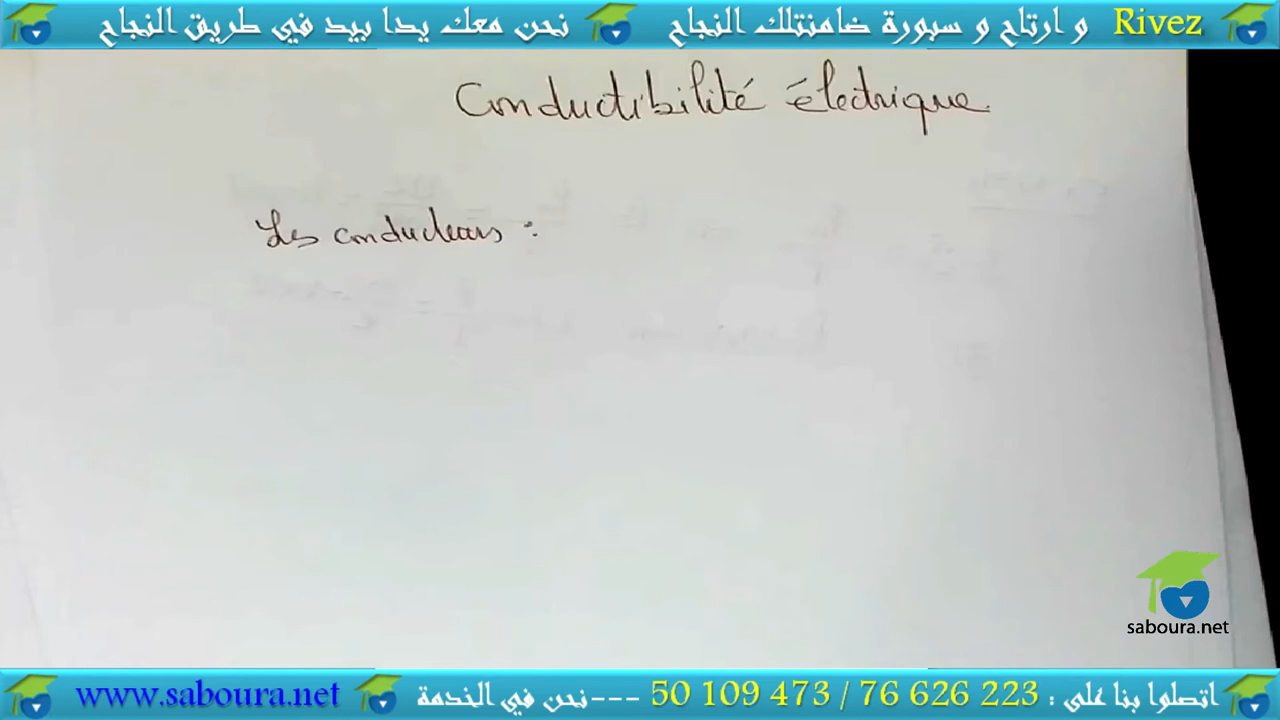 نحن معك يدا بيد في طريق النجاح و ارتاح و سبورة ضامنتلك النجاح Rivez
Conductibilité électrique.
Les conducteurs :
saboura.net
www.saboura.net اتصلوا بنا على : 50 109 473 / 76 626 223 ---نحن في الخدمة